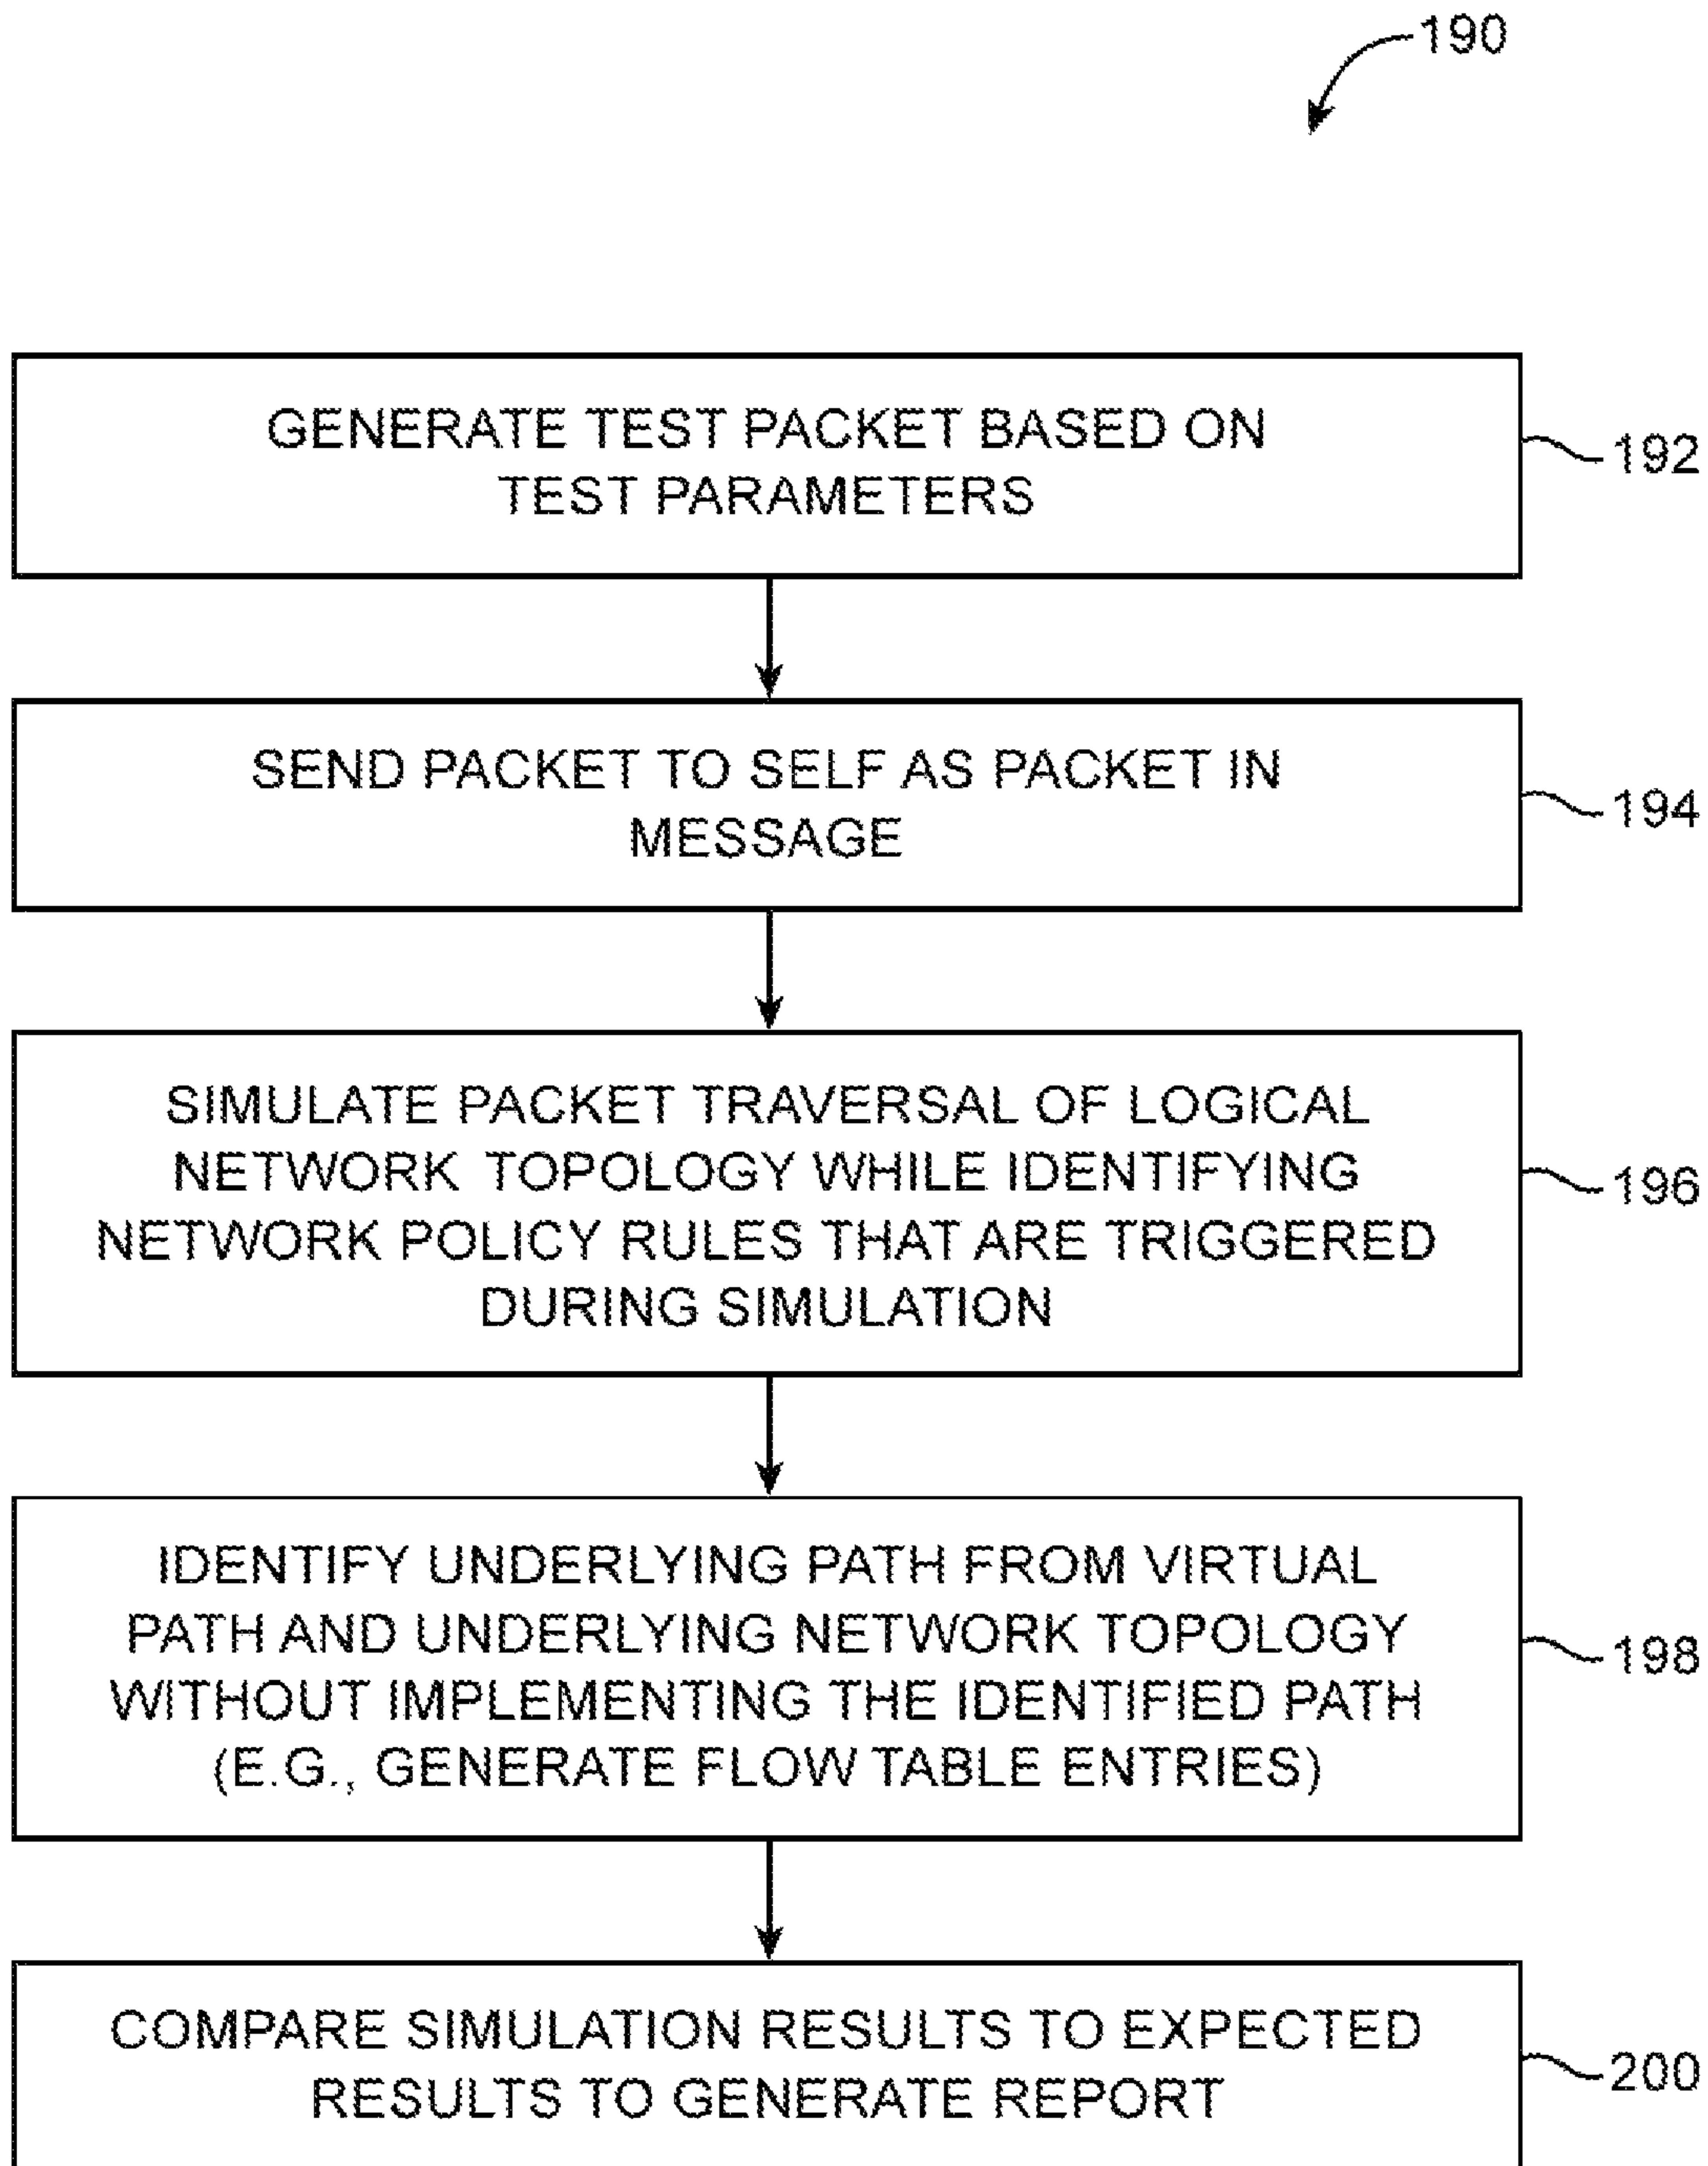 190
GENERATE TEST PACKET BASED ON
TEST PARAMETERS
192
SEND PACKET TO SELF AS PACKET IN
MESSAGE
194
SIMULATE PACKET TRAVERSAL OF LOGICAL
NETWORK TOPOLOGY WHILE IDENTIFYING
NETWORK POLICY RULES THAT ARE TRIGGERED
DURING SIMULATION
196
IDENTIFY UNDERLYING PATH FROM VIRTUAL
PATH AND UNDERLYING NETWORK TOPOLOGY
WITHOUT IMPLEMENTING THE IDENTIFIED PATH
(E.G., GENERATE FLOW TABLE ENTRIES)
198
COMPARE SIMULATION RESULTS TO EXPECTED
RESULTS TO GENERATE REPORT
200